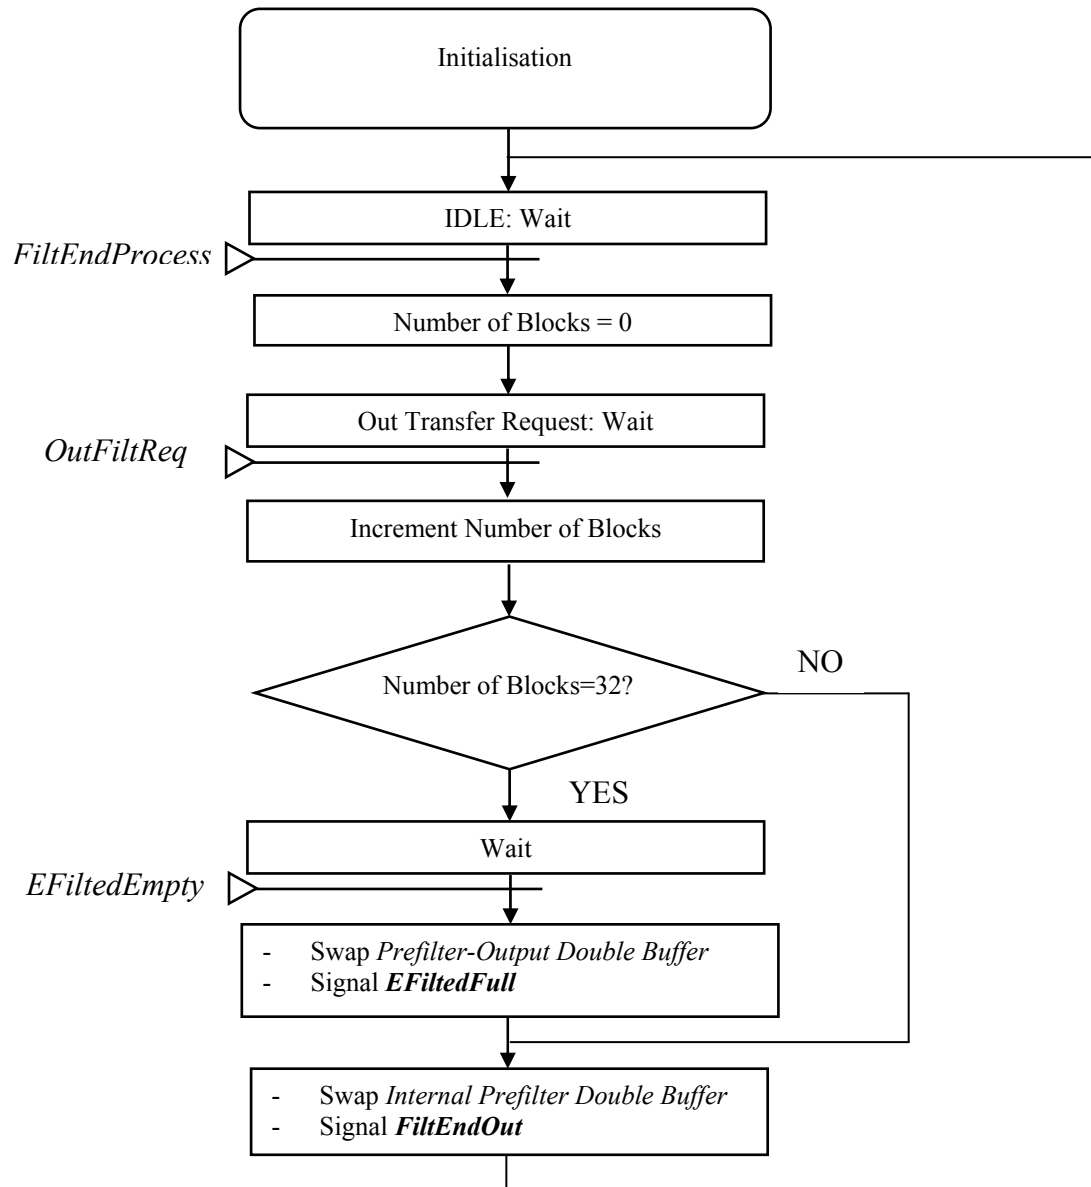 Initialisation
IDLE: Wait
FiltEndProcess
Number of Blocks = 0
Out Transfer Request: Wait
OutFiltReq
Increment Number of Blocks
NO
Number of Blocks=32?
YES
Wait
EFiltedEmpty
- Swap Prefilter-Output Double Buffer
- Signal EFiltedFull
- Swap Internal Prefilter Double Buffer
- Signal FiltEndOut